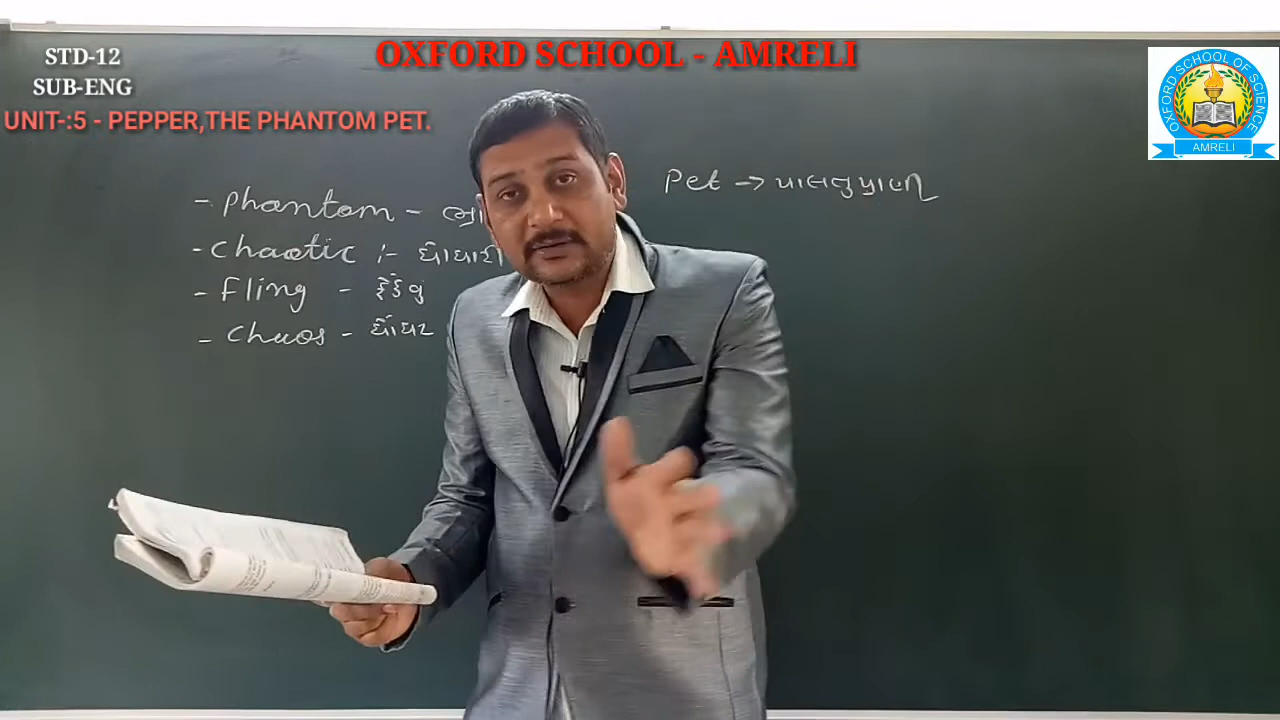 STD-12
SUB-ENG
OXFORD SCHOOL - AMRELI
UNIT-:5 - PEPPER,THE PHANTOM PET.
OXFORD SCHOOL OF SCIENCE
AMRELI
Pet → પાલતુ પ્રાણી
- Phantom -
- Chaotic :- ઘોંઘાટી
- Fling - ફેંકવું
- Chaos - ઘોંઘાટ